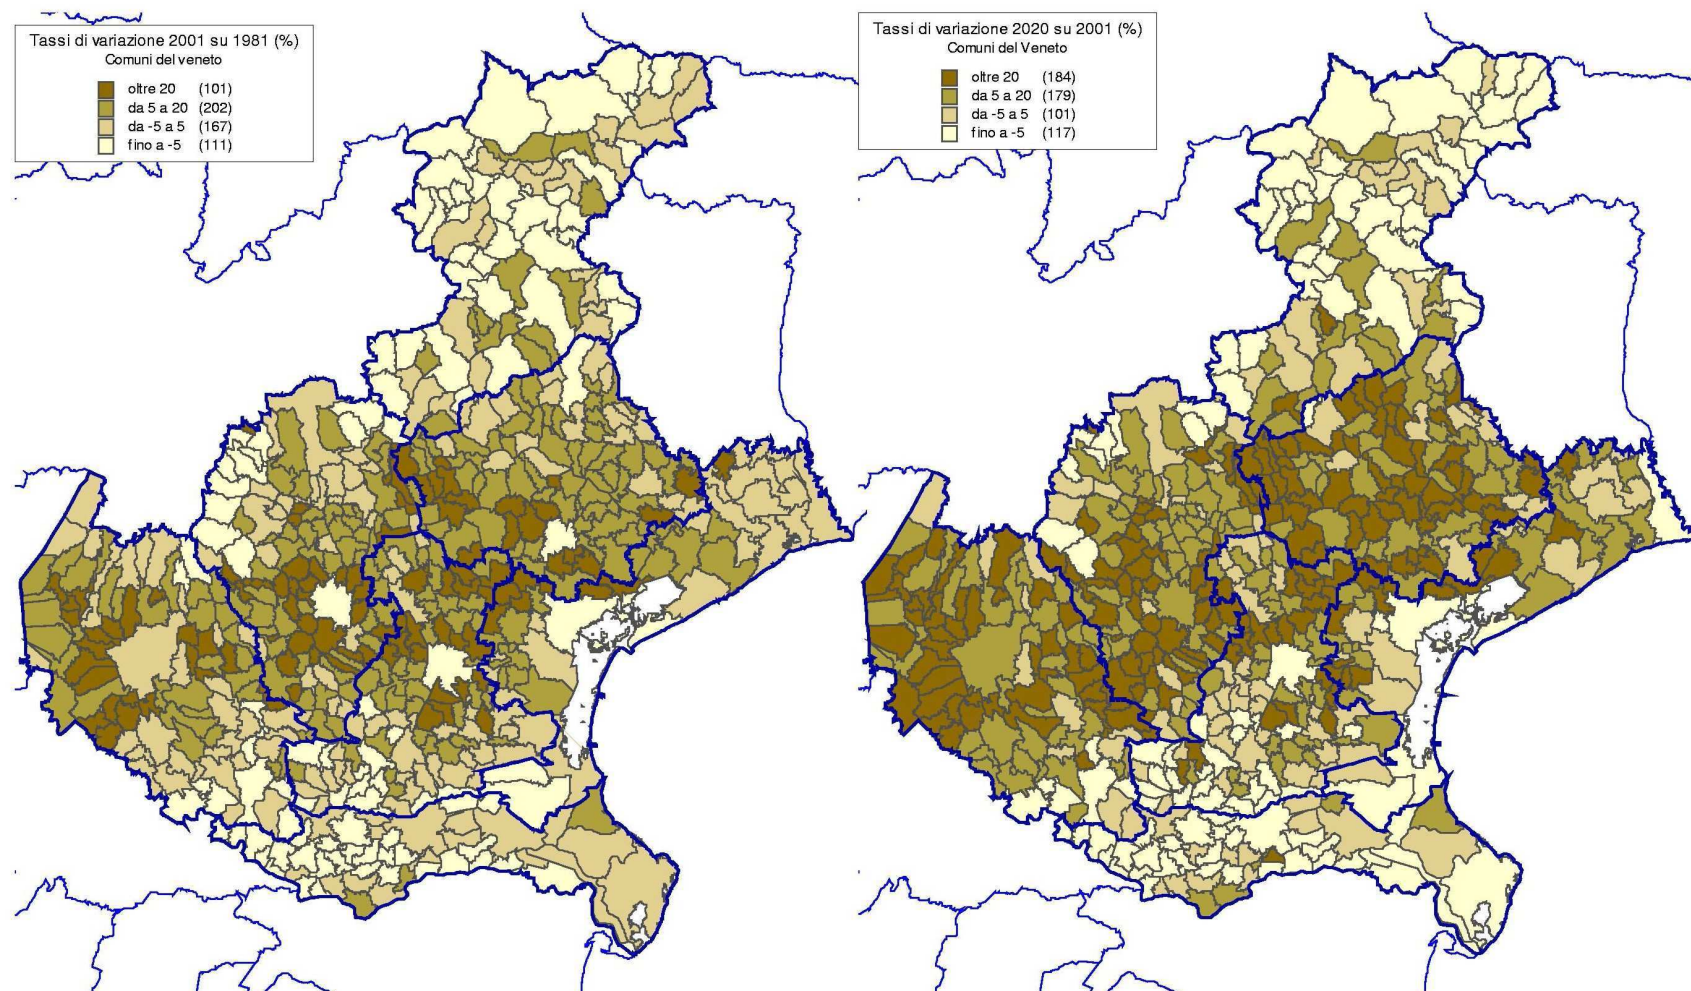 Tassi di variazione 2001 su 1981 (%)
Comuni del veneto
oltre 20 (101)
da 5 a 20 (202)
da -5 a 5 (167)
fino a -5 (111)
Tassi di variazione 2020 su 2001 (%)
Comuni del Veneto
oltre 20 (184)
da 5 a 20 (179)
da -5 a 5 (101)
fino a -5 (117)